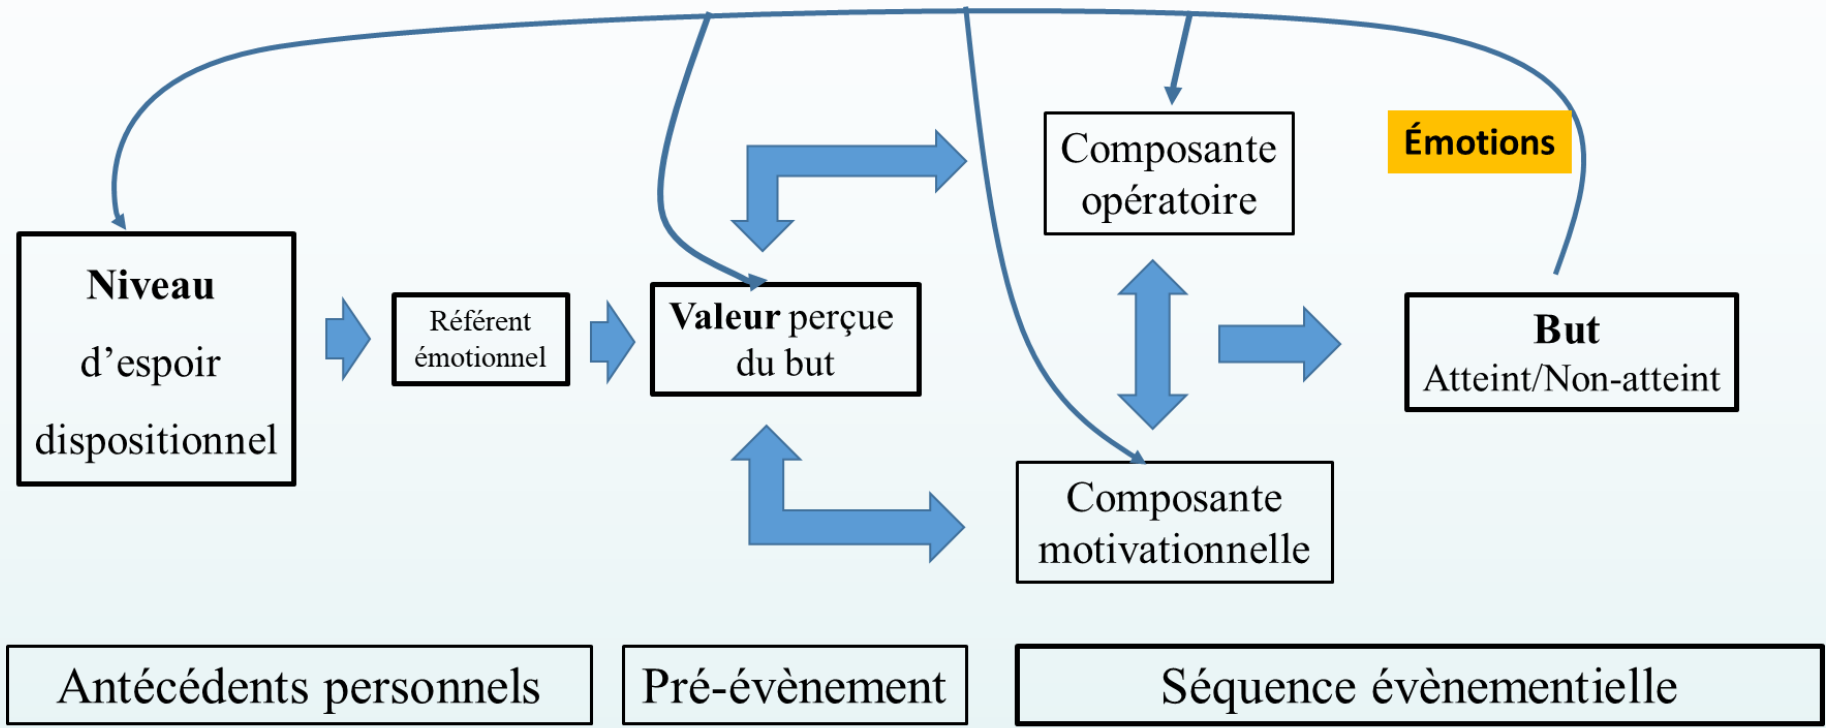 Niveau
d’espoir
dispositionnel
Référent
émotionnel
Valeur perçue
du but
Composante
opératoire
Composante
motivationnelle
Émotions
But
Atteint/Non-atteint
Antécédents personnels
Pré-évènement
Séquence évènementielle